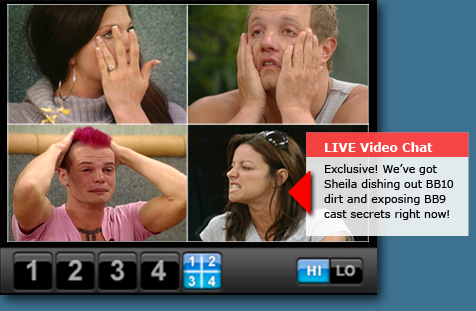 LIVE Video Chat
Exclusive! We've got
Sheila dishing out BB10
dirt and exposing BB9
cast secrets right now!
1 2 3 4 1 2 HI LO
3 4